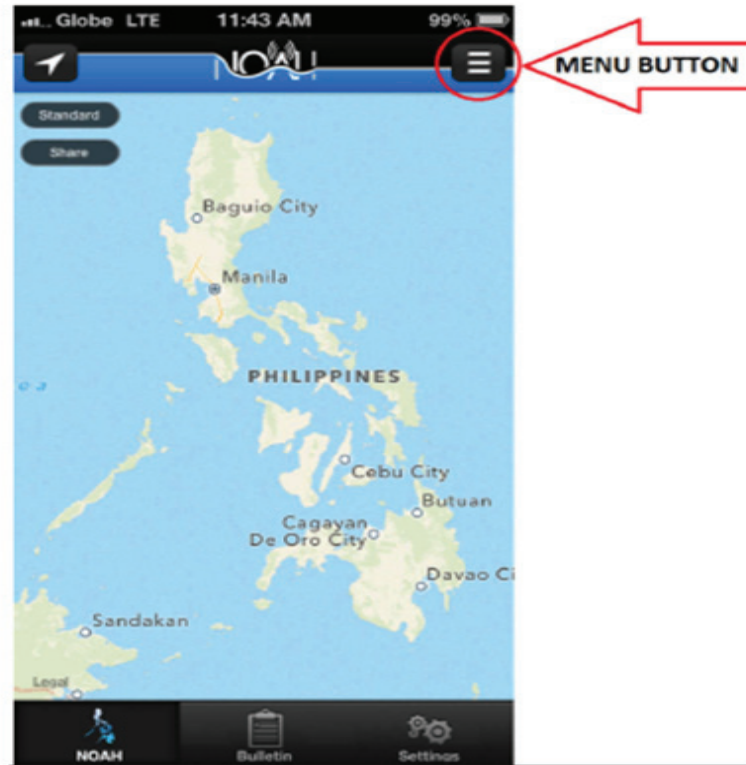 Globe LTE 11:43 AM 99%
NOAH
MENU BUTTON
Standard
Share
Baguio City
Manila
PHILIPPINES
Cebu City
Butuan
Cagayan
De Oro City
Davao Ci
Sandakan
Legal
NOAH Bulletin Settings